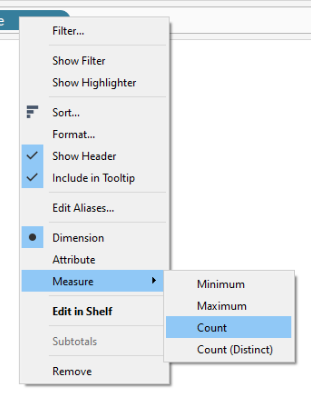 e
Filter...
Show Filter
Show Highlighter
Sort...
Format...
Show Header
Include in Tooltip
Edit Aliases...
Dimension
Attribute
Measure
Minimum
Maximum
Count
Count (Distinct)
Edit in Shelf
Subtotals
Remove